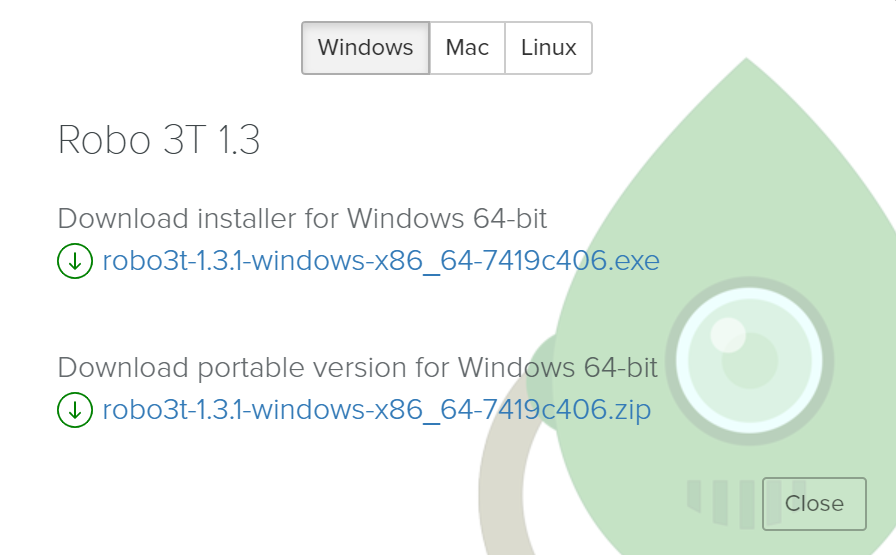 Windows Mac Linux
Robo 3T 1.3
Download installer for Windows 64-bit
robo3t-1.3.1-windows-x86_64-7419c406.exe
Download portable version for Windows 64-bit
robo3t-1.3.1-windows-x86_64-7419c406.zip
Close